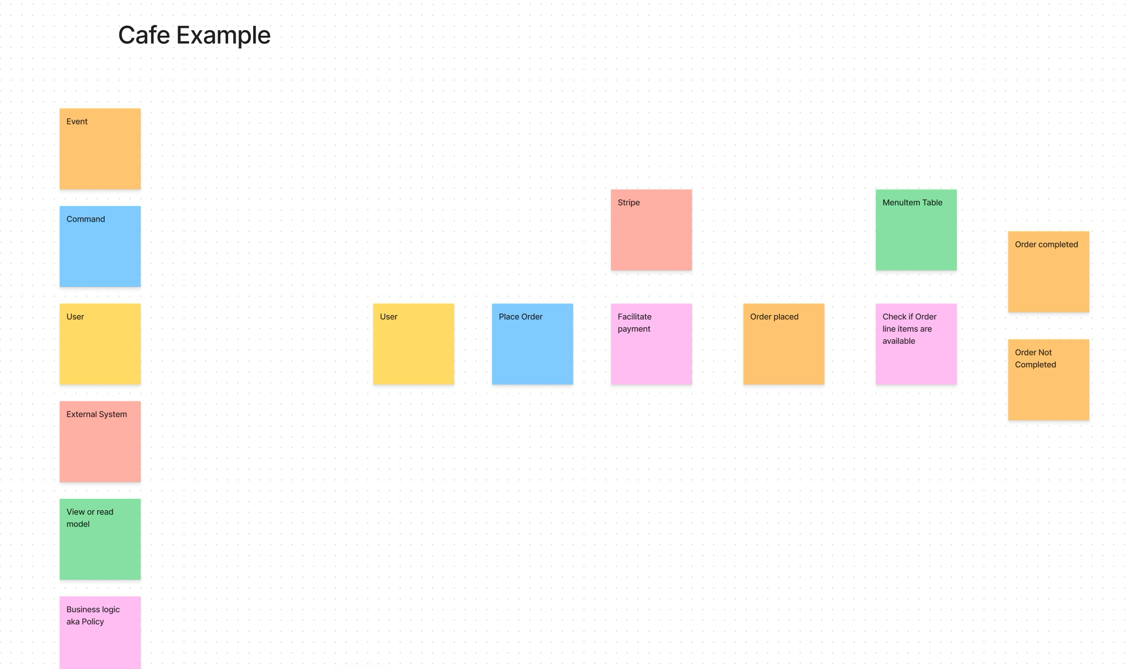 Cafe Example
Event
Command
User
External System
View or read
model
Business logic
aka Policy
User
Place Order
Stripe
Facilitate
payment
Order placed
MenuItem Table
Check if Order
line items are
available
Order completed
Order Not
Completed